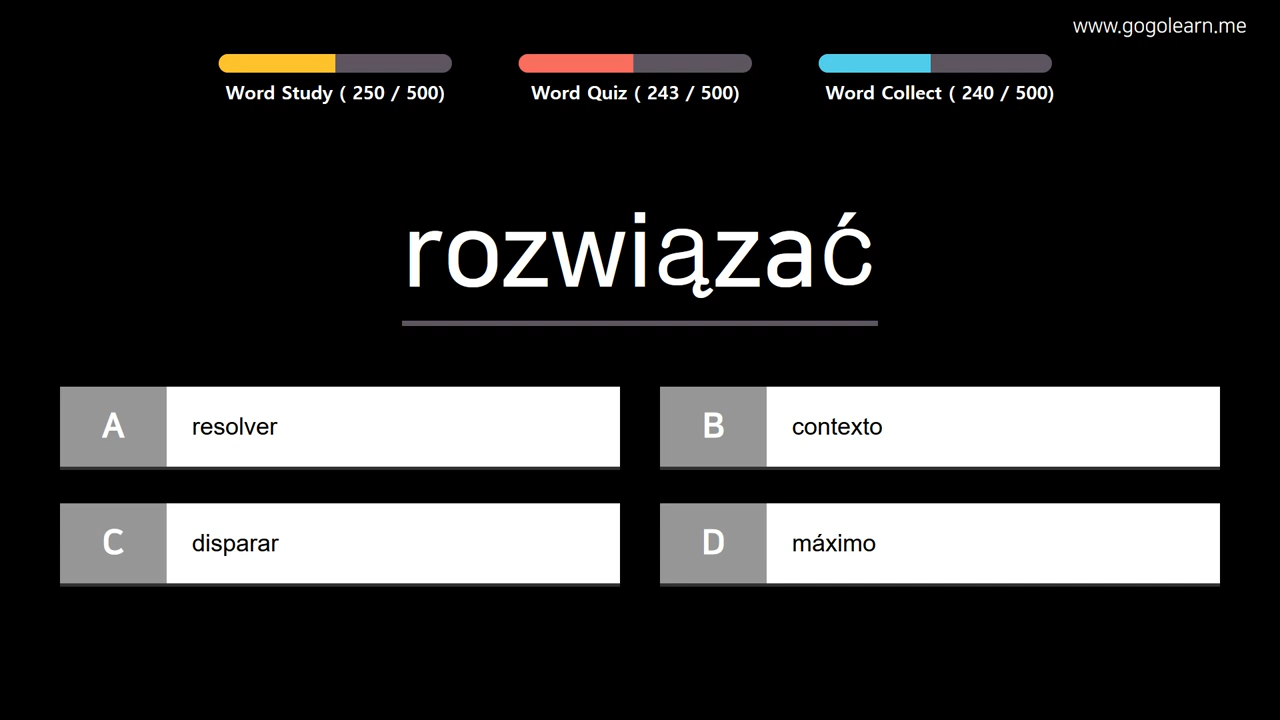 www.gogolearn.me
Word Study ( 250 / 500)
Word Quiz ( 243 / 500)
Word Collect ( 240 / 500)
rozwiązać
A resolver
B contexto
C disparar
D máximo